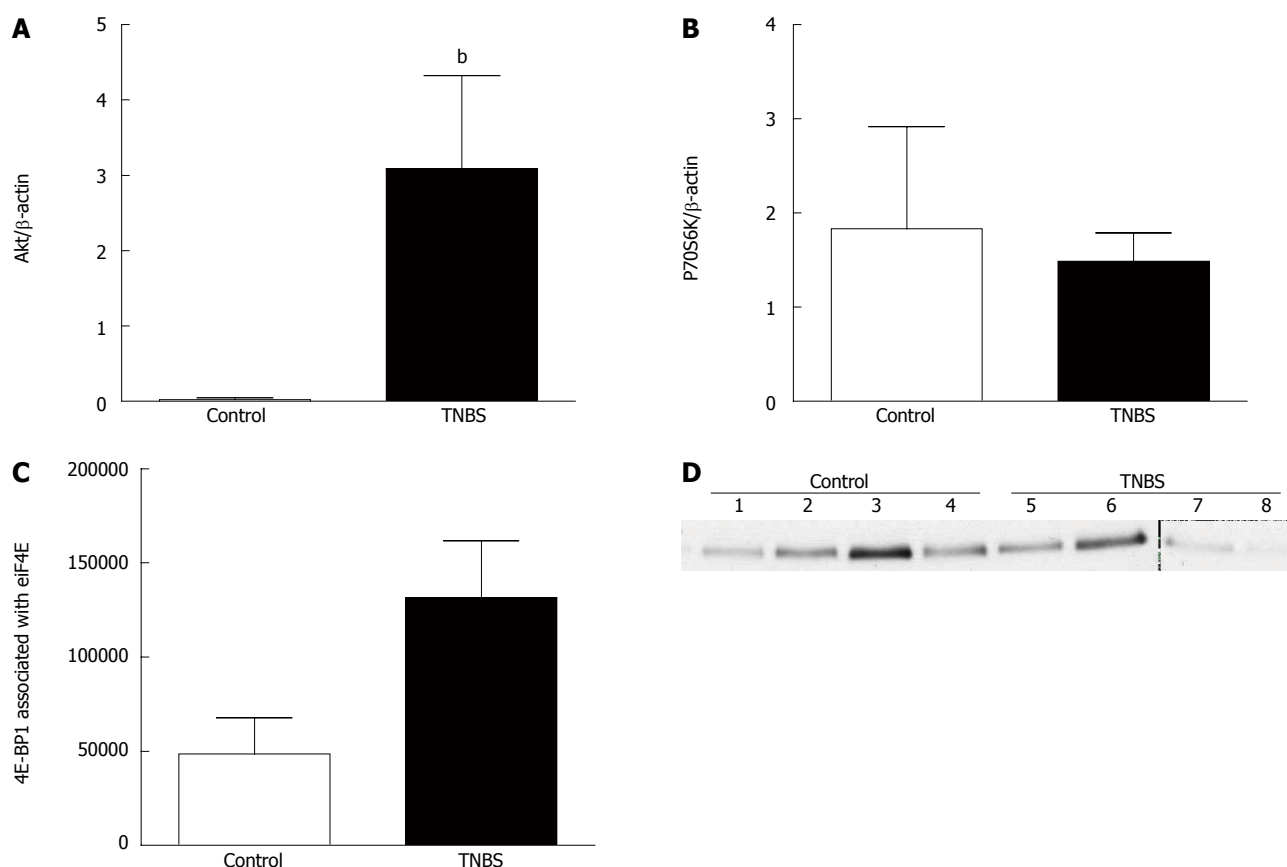 A
5
4
3
2
1
0
Akt/β-actin
b
Control TNBS
B
4
3
2
1
0
P70S6K/β-actin
Control TNBS
C
200000
150000
100000
50000
0
4E-BP1 associated with eiF4E
Control TNBS
D
Control TNBS
1 2 3 4 5 6 7 8